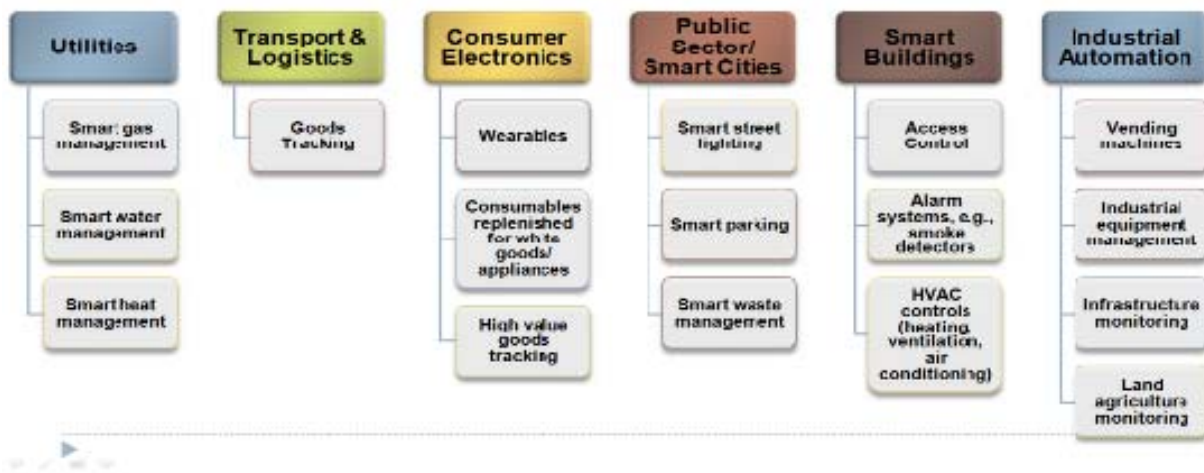 Utilities
Smart gas
management
Smart water
management
Smart heat
management
Transport &
Logistics
Goods
Tracking
Consumer
Electronics
Wearables
Consumables
replenished
for white
goods/
appliances
High value
goods
tracking
Public
Sector/
Smart Cities
Smart street
lighting
Smart parking
Smart waste
management
Smart
Buildings
Access
Control
Alarm
systems, e.g.,
smoke
detectors
HVAC
controls
(heating,
ventilation,
air
conditioning)
Industrial
Automation
Vending
machines
Industrial
equipment
management
Infrastructure
monitoring
Land
agriculture
monitoring